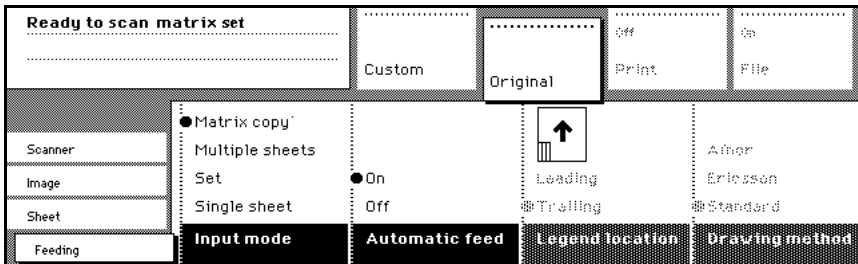 Ready to scan matrix set
Custom
Original
Off
Print
On
File
Scanner
Image
Sheet
Feeding
Matrix copy
Multiple sheets
Set
Single sheet
Input mode
On
Off
Automatic feed
Leading
Trailing
Legend location
Ericsson
Standard
Drawing method